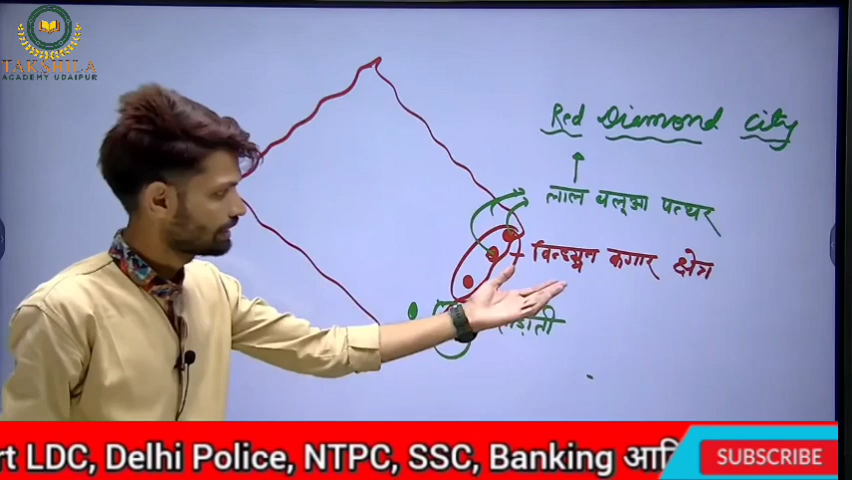 TAKSHILA
ACADEMY UDAIPUR
Red Diamond city
लाल बलूआ पत्थर
विन्ध्यन कगार क्षेत्र
LDC, Delhi Police, NTPC, SSC, Banking
SUBSCRIBE